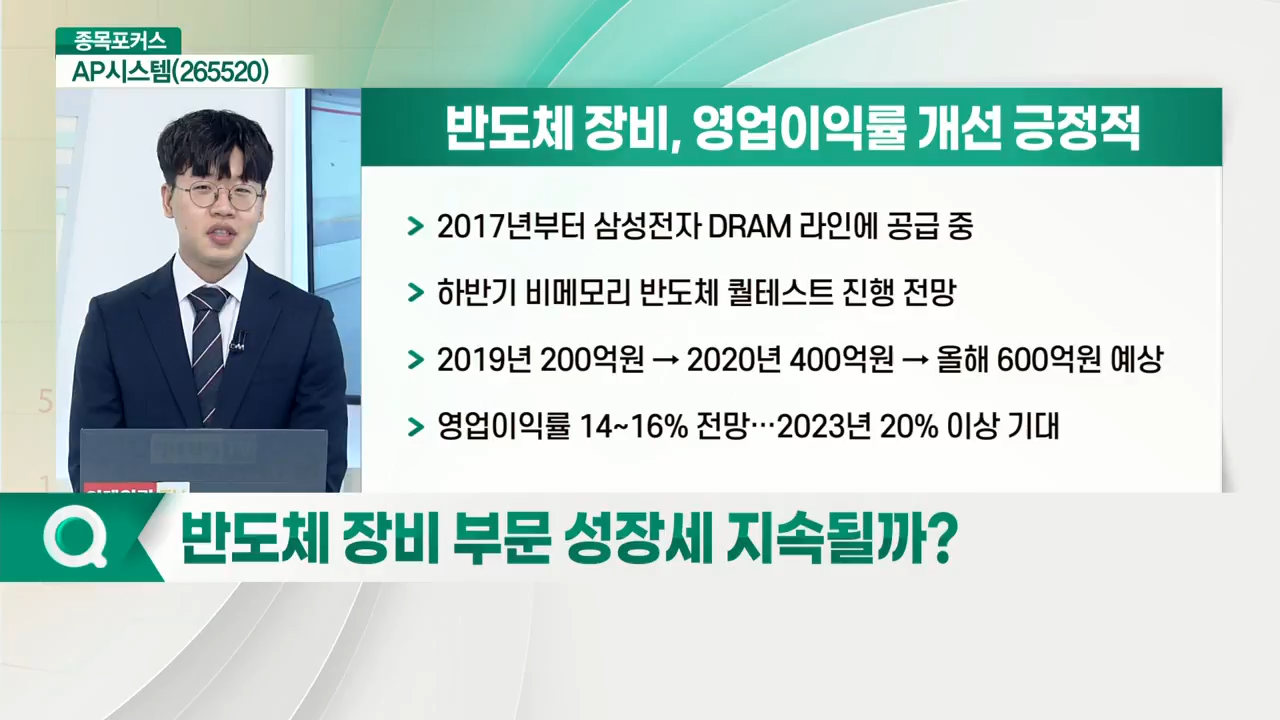 종목포커스
AP시스템(265520)
반도체 장비, 영업이익률 개선 긍정적
> 2017년부터 삼성전자 DRAM 라인에 공급 중
> 하반기 비메모리 반도체 퀄테스트 진행 전망
> 2019년 200억원 → 2020년 400억원 → 올해 600억원 예상
> 영업이익률 14~16% 전망…2023년 20% 이상 기대
Q 반도체 장비 부문 성장세 지속될까?
5
1